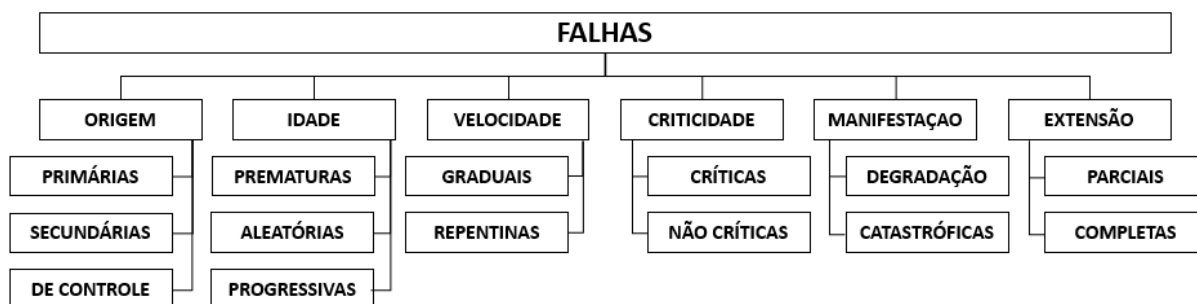 FALHAS
ORIGEM
PRIMÁRIAS
SECUNDÁRIAS
DE CONTROLE
IDADE
PREMATURAS
ALEATÓRIAS
PROGRESSIVAS
VELOCIDADE
GRADUAIS
REPENTINAS
CRITICIDADE
CRÍTICAS
NÃO CRÍTICAS
MANIFESTAÇAO
DEGRADAÇÃO
CATASTRÓFICAS
EXTENSÃO
PARCIAIS
COMPLETAS